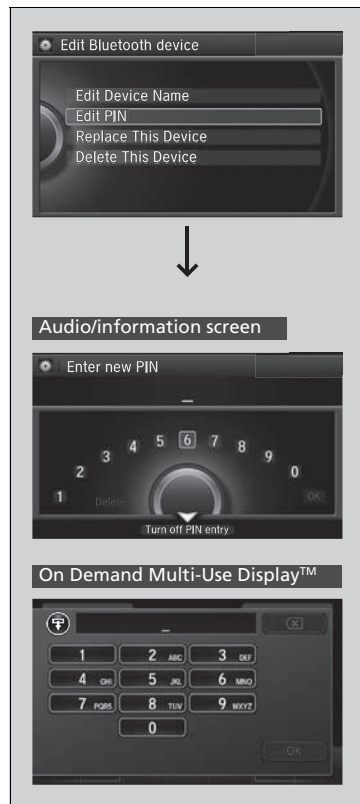 Edit Bluetooth device
Edit Device Name
Edit PIN
Replace This Device
Delete This Device
Audio/information screen
Enter new PIN
_
1 2 3 4 5 6 7 8 9 0
Delete
OK
Turn off PIN entry
On Demand Multi-Use Display™
_
1 2 ABC 3 DEF
4 GHI 5 JKL 6 MNO
7 PQRS 8 TUV 9 WXYZ
0
OK